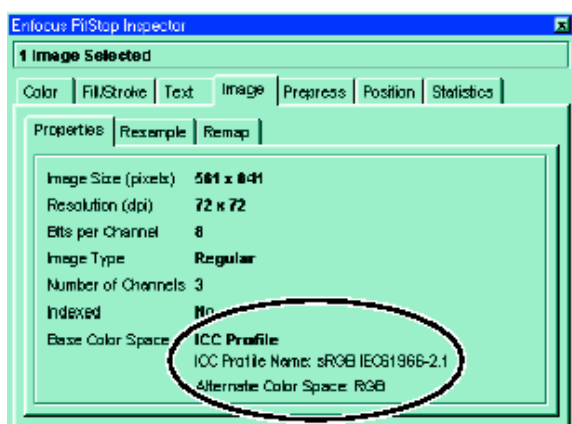 Enfocus PitStop Inspector
1 Image Selected
Color Fill/Stroke Text Image Prepress Position Statistics
Properties Resample Remap
Image Size (pixels) 561 x 841
Resolution (dpi) 72 x 72
Bits per Channel 8
Image Type Regular
Number of Channels 3
Indexed No
Base Color Space ICC Profile
ICC Profile Name: sRGB IEC61966-2.1
Alternate Color Space: RGB